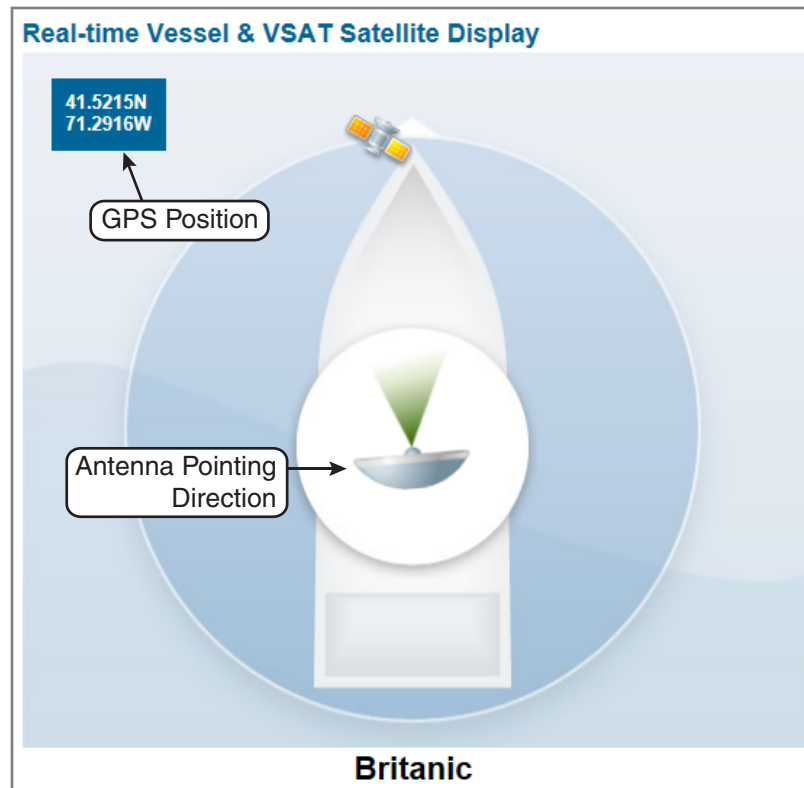 Real-time Vessel & VSAT Satellite Display
41.5215N
71.2916W
GPS Position
Antenna Pointing
Direction
Britanic